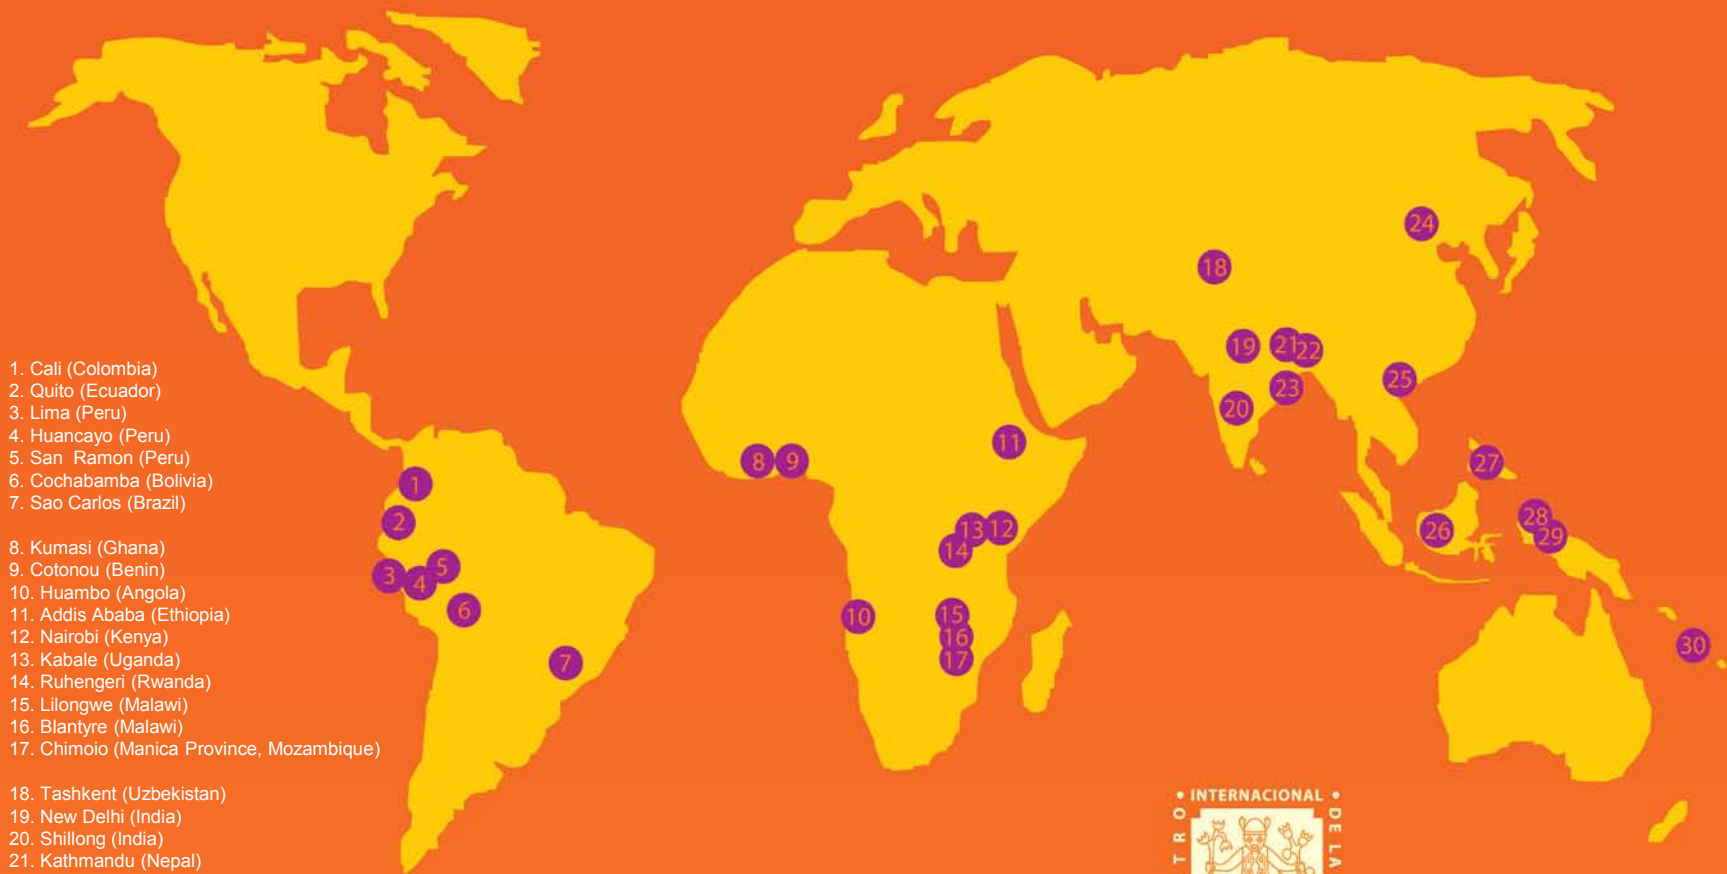 1. Cali (Colombia)
2. Quito (Ecuador)
3. Lima (Peru)
4. Huancayo (Peru)
5. San  Ramon (Peru)
6. Cochabamba (Bolivia)
7. Sao Carlos (Brazil)
8. Kumasi (Ghana)
9. Cotonou (Benin)
10. Huambo (Angola)
11. Addis Ababa (Ethiopia)
12. Nairobi (Kenya)
13. Kabale (Uganda)
14. Ruhengeri (Rwanda)
15. Lilongwe (Malawi)
16. Blantyre (Malawi)
17. Chimoio (Manica Province, Mozambique)
18. Tashkent (Uzbekistan)
19. New Delhi (India)
20. Shillong (India)
21. Kathmandu (Nepal)
1
2
3
4
5
6
7
8
9
10
11
12
13
14
15
16
17
18
19
20
21
22
23
24
25
26
27
28
29
30
TRO
• INTERNACIONAL •
DE LA